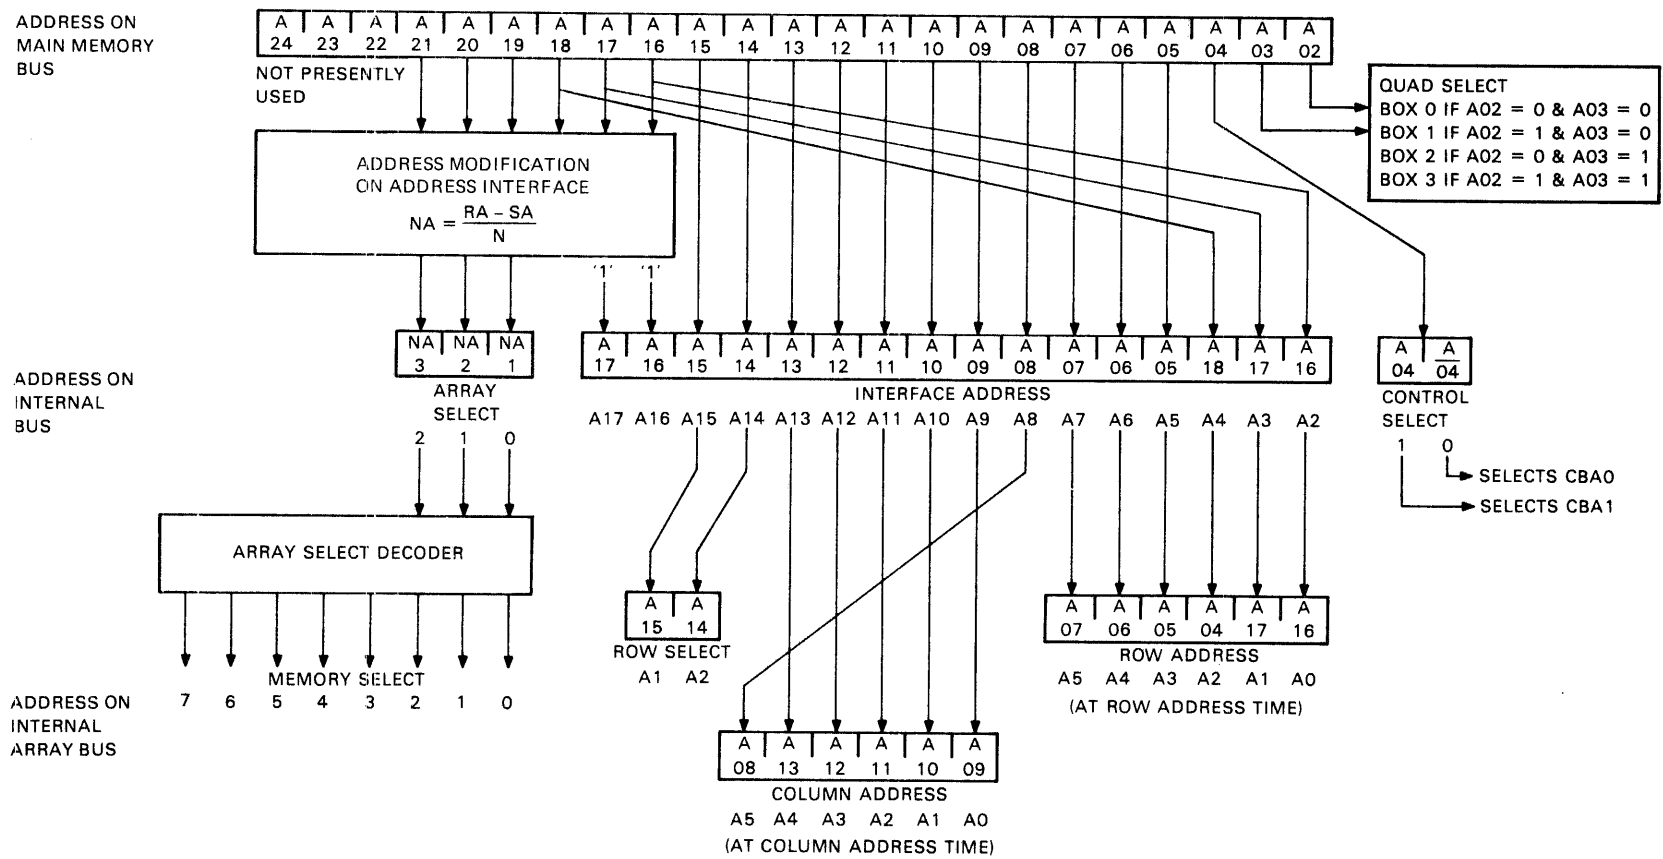 ADDRESS ON
MAIN MEMORY
BUS
A A A A A A A A A A A A A A A A A A A A A A A
24 23 22 21 20 19 18 17 16 15 14 13 12 11 10 09 08 07 06 05 04 03 02
NOT PRESENTLY
USED
QUAD SELECT
BOX 0 IF A02 = 0 & A03 = 0
BOX 1 IF A02 = 1 & A03 = 0
BOX 2 IF A02 = 0 & A03 = 1
BOX 3 IF A02 = 1 & A03 = 1
ADDRESS MODIFICATION
ON ADDRESS INTERFACE
NA = RA - SA / N
'1' '1'
ADDRESS ON
INTERNAL
BUS
NA NA NA
3 2 1
ARRAY
SELECT
2 1 0
A A A A A A A A A A A A A A A A
17 16 15 14 13 12 11 10 09 08 07 06 05 18 17 16
INTERFACE ADDRESS
A17 A16 A15 A14 A13 A12 A11 A10 A9 A8 A7 A6 A5 A4 A3 A2
A A
04 04
CONTROL
SELECT
1 0
SELECTS CBA0
SELECTS CBA1
ARRAY SELECT DECODER
MEMORY SELECT
7 6 5 4 3 2 1 0
ADDRESS ON
INTERNAL
ARRAY BUS
A A
15 14
ROW SELECT
A1 A2
A A A A A A
07 06 05 04 17 16
ROW ADDRESS
A5 A4 A3 A2 A1 A0
(AT ROW ADDRESS TIME)
A A A A A A
08 13 12 11 10 09
COLUMN ADDRESS
A5 A4 A3 A2 A1 A0
(AT COLUMN ADDRESS TIME)